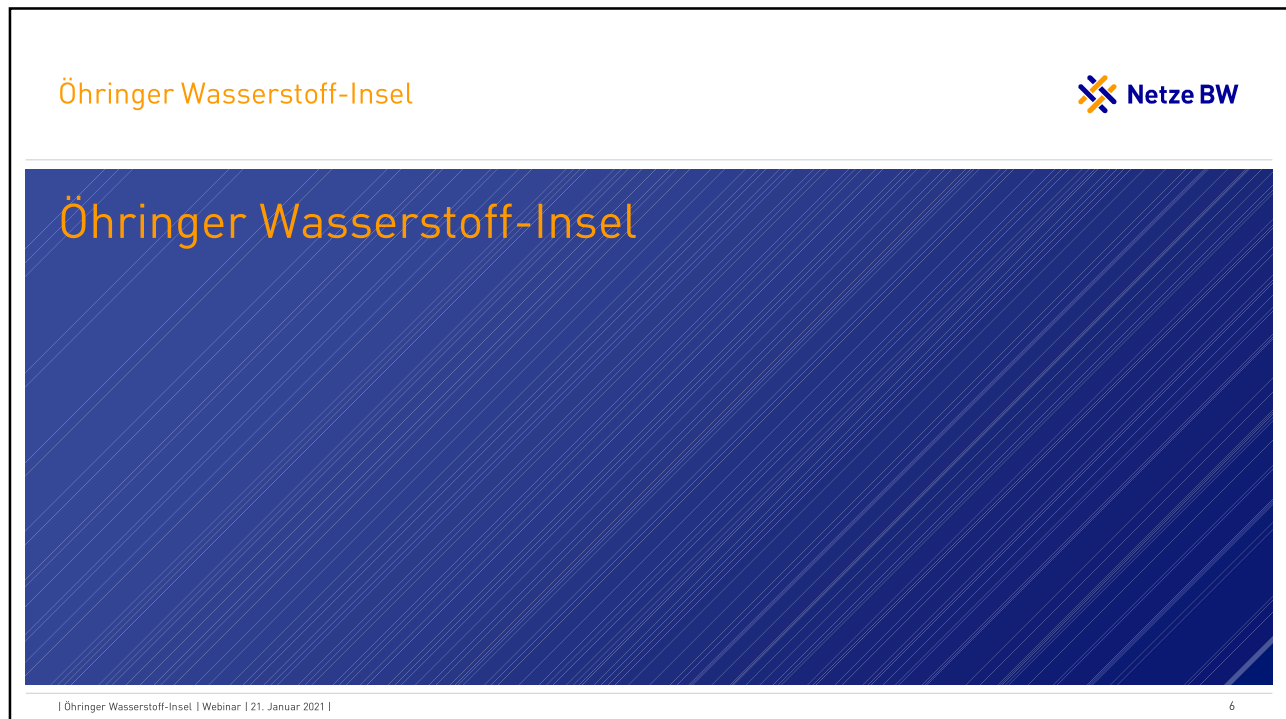 Öhringer Wasserstoff-Insel
Netze BW
Öhringer Wasserstoff-Insel
| Öhringer Wasserstoff-Insel | Webinar | 21. Januar 2021 |
6